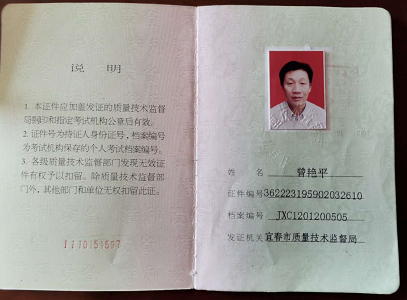 说 明
1. 本证件应加盖发证的质量技术监督
局钢印和指定考试机构公章后有效。
2. 证件号为持证人身份证号，档案编号
为考试机构保存的个人考试档案编号。
3. 各级质量技术监督部门发现无效证
件有权予以扣留。除质量技术监督部
门外，其他部门和单位无权扣留此证。
姓 名 曾艳平
证件编号 362223195902032610
档案编号 JXC1201200505
发证机关 宜春市质量技术监督局